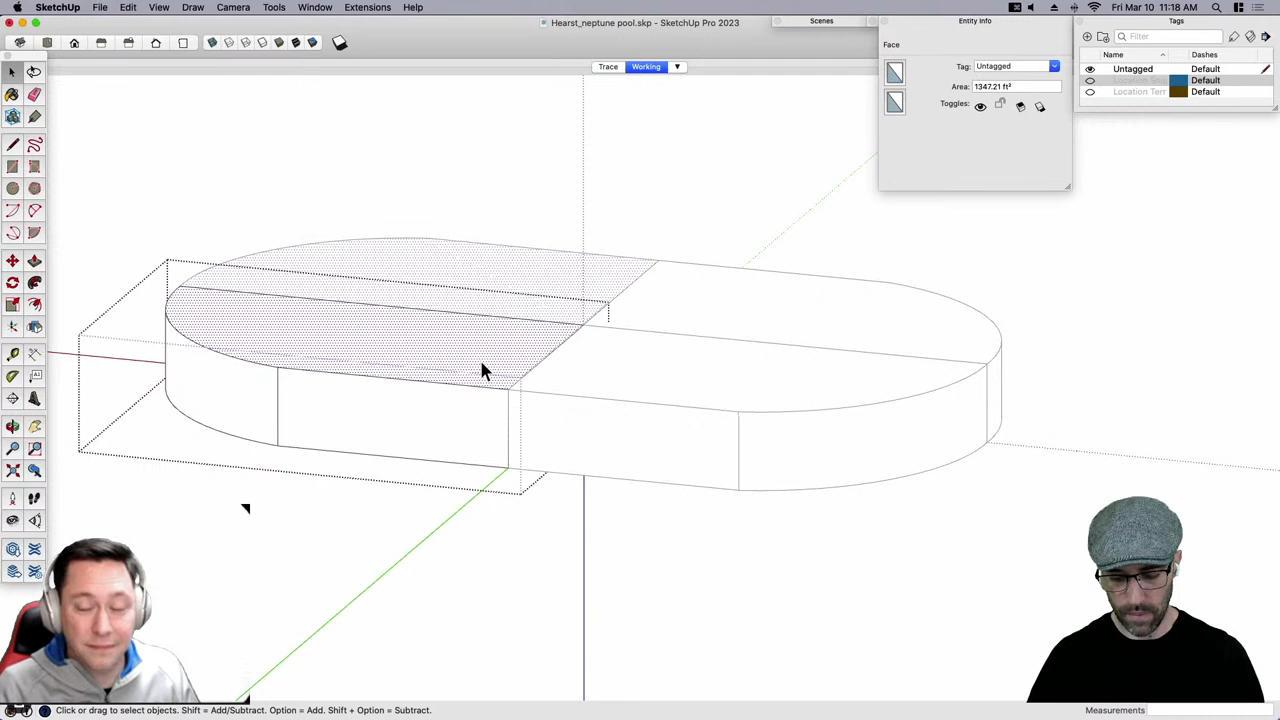 SketchUp File Edit View Draw Camera Tools Window Extensions Help Fri Mar 10 11:18 AM
Hearst_neptune pool.skp - SketchUp Pro 2023
Scenes
Entity Info
Tags
Trace Working
Face
Tag: Untagged
Area: 1347.21 ft²
Toggles:
Filter
Name Dashes
Untagged Default
Default
Location Terr Default
Click or drag to select objects. Shift = Add/Subtract. Option = Add. Shift + Option = Subtract.
Measurements